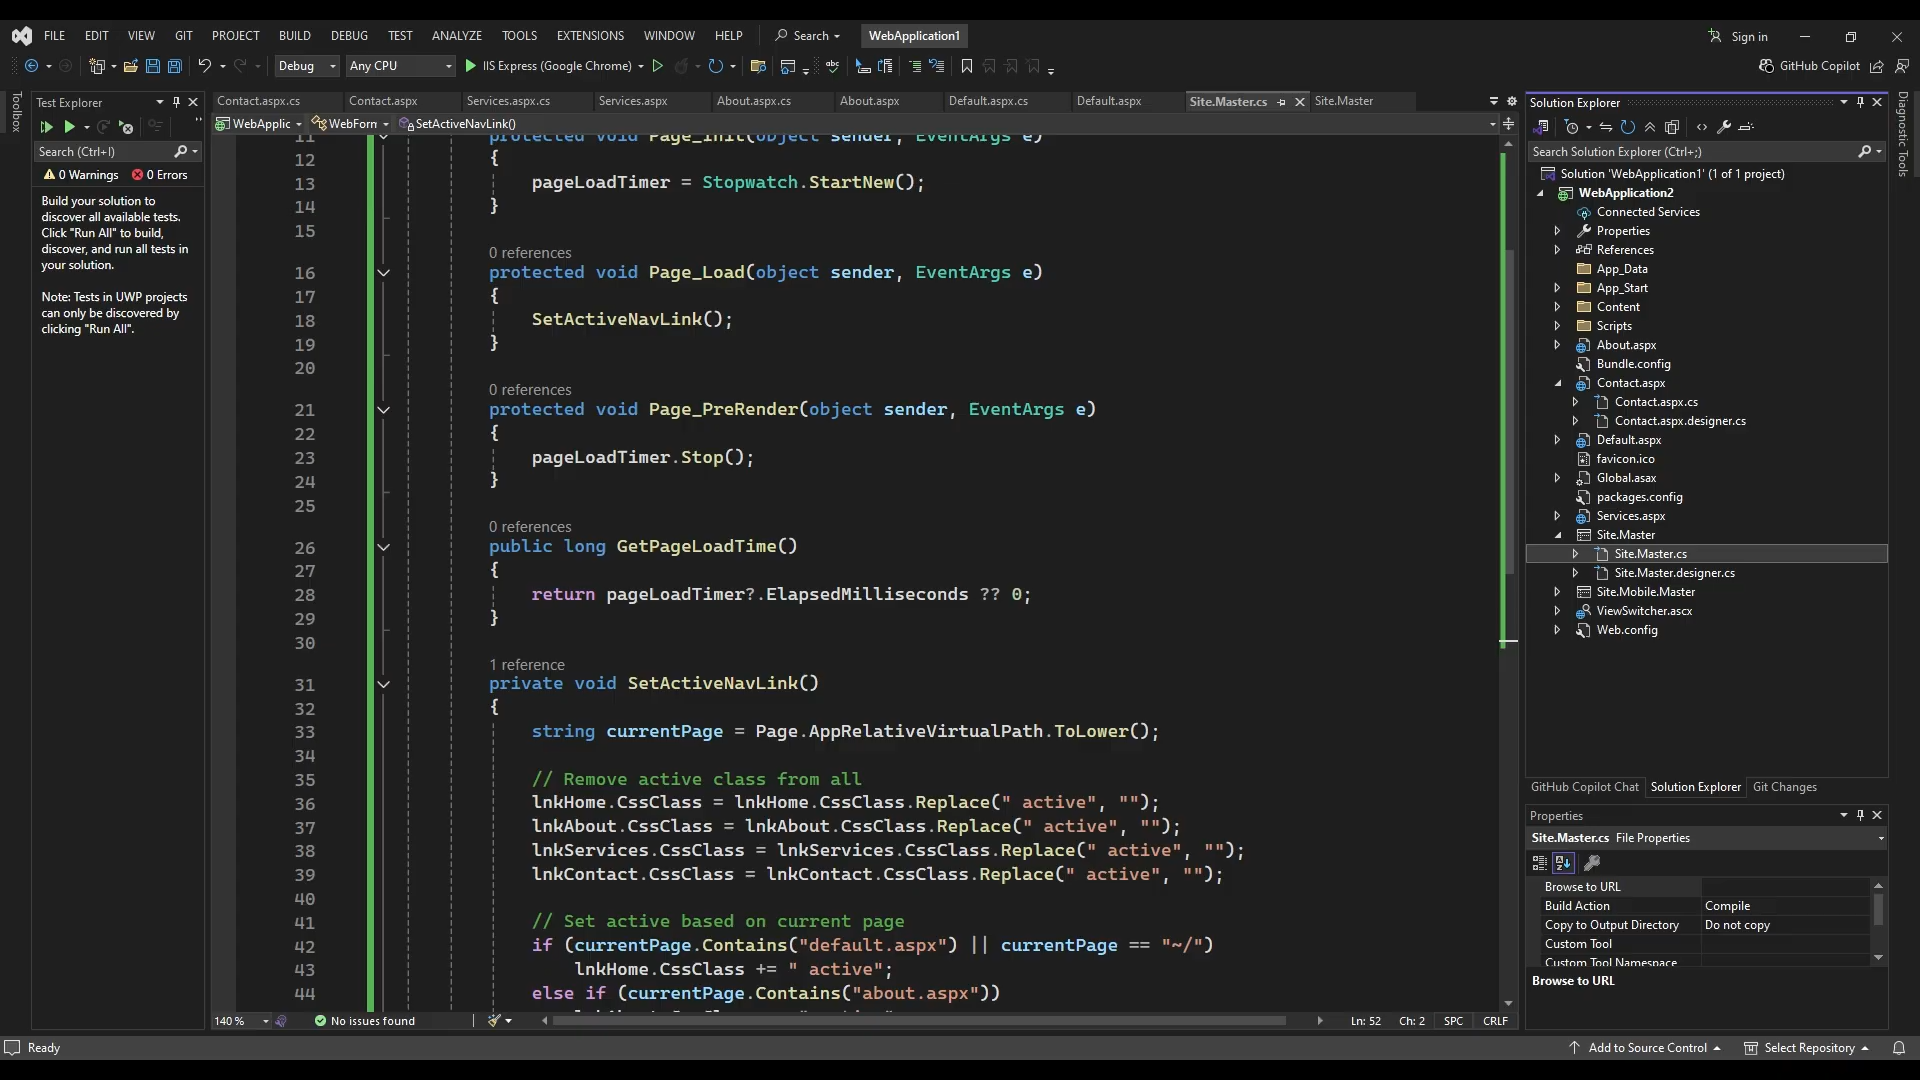 FILE EDIT VIEW GIT PROJECT BUILD DEBUG TEST ANALYZE TOOLS EXTENSIONS WINDOW HELP Search WebApplication1 Sign in
Debug Any CPU IIS Express (Google Chrome) GitHub Copilot
Toolbox
Test Explorer
Search (Ctrl+I)
0 Warnings 0 Errors
Build your solution to
discover all available tests.
Click "Run All" to build,
discover, and run all tests in
your solution.
Note: Tests in UWP projects
can only be discovered by
clicking "Run All".
Contact.aspx.cs Contact.aspx Services.aspx.cs Services.aspx About.aspx.cs About.aspx Default.aspx.cs Default.aspx Site.Master.cs Site.Master
WebApplic WebForm SetActiveNavLink()
11 protected void Page_Init(object sender, EventArgs e)
12 {
13 pageLoadTimer = Stopwatch.StartNew();
14 }
15
0 references
16 protected void Page_Load(object sender, EventArgs e)
17 {
18 SetActiveNavLink();
19 }
20
0 references
21 protected void Page_PreRender(object sender, EventArgs e)
22 {
23 pageLoadTimer.Stop();
24 }
25
0 references
26 public long GetPageLoadTime()
27 {
28 return pageLoadTimer?.ElapsedMilliseconds ?? 0;
29 }
30
1 reference
31 private void SetActiveNavLink()
32 {
33 string currentPage = Page.AppRelativeVirtualPath.ToLower();
34
35 // Remove active class from all
36 lnkHome.CssClass = lnkHome.CssClass.Replace(" active", "");
37 lnkAbout.CssClass = lnkAbout.CssClass.Replace(" active", "");
38 lnkServices.CssClass = lnkServices.CssClass.Replace(" active", "");
39 lnkContact.CssClass = lnkContact.CssClass.Replace(" active", "");
40
41 // Set active based on current page
42 if (currentPage.Contains("default.aspx") || currentPage == "~/")
43 lnkHome.CssClass += " active";
44 else if (currentPage.Contains("about.aspx"))
140 % No issues found Ln: 52 Ch: 2 SPC CRLF
Solution Explorer
Search Solution Explorer (Ctrl+;)
Solution 'WebApplication1' (1 of 1 project)
WebApplication2
Connected Services
Properties
References
App_Data
App_Start
Content
Scripts
About.aspx
Bundle.config
Contact.aspx
Contact.aspx.cs
Contact.aspx.designer.cs
Default.aspx
favicon.ico
Global.asax
packages.config
Services.aspx
Site.Master
Site.Master.cs
Site.Master.designer.cs
Site.Mobile.Master
ViewSwitcher.ascx
Web.config
GitHub Copilot Chat Solution Explorer Git Changes
Properties
Site.Master.cs File Properties
Browse to URL
Build Action Compile
Copy to Output Directory Do not copy
Custom Tool
Custom Tool Namespace
Browse to URL
Diagnostic Tools
Ready Add to Source Control Select Repository